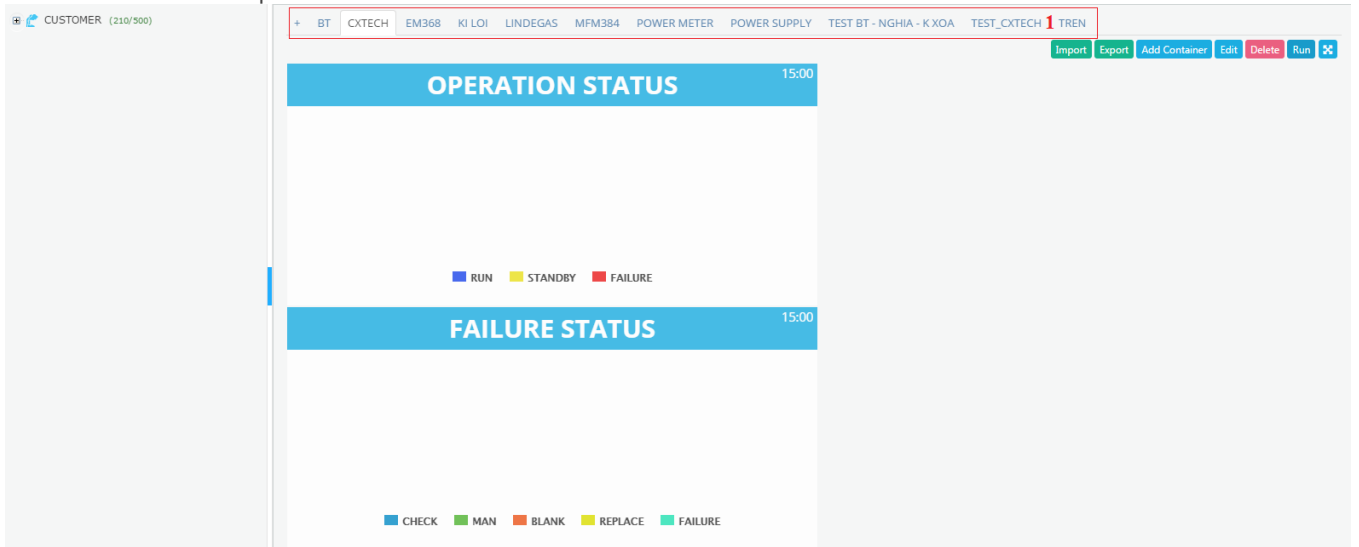 CUSTOMER (210/500)
+ BT CXTECH EM368 KI LOI LINDEGAS MFM384 POWER METER POWER SUPPLY TEST BT - NGHIA - K XOA TEST_CXTECH 1 TREN
Import Export Add Container Edit Delete Run
OPERATION STATUS 15:00
RUN STANDBY FAILURE
FAILURE STATUS 15:00
CHECK MAN BLANK REPLACE FAILURE